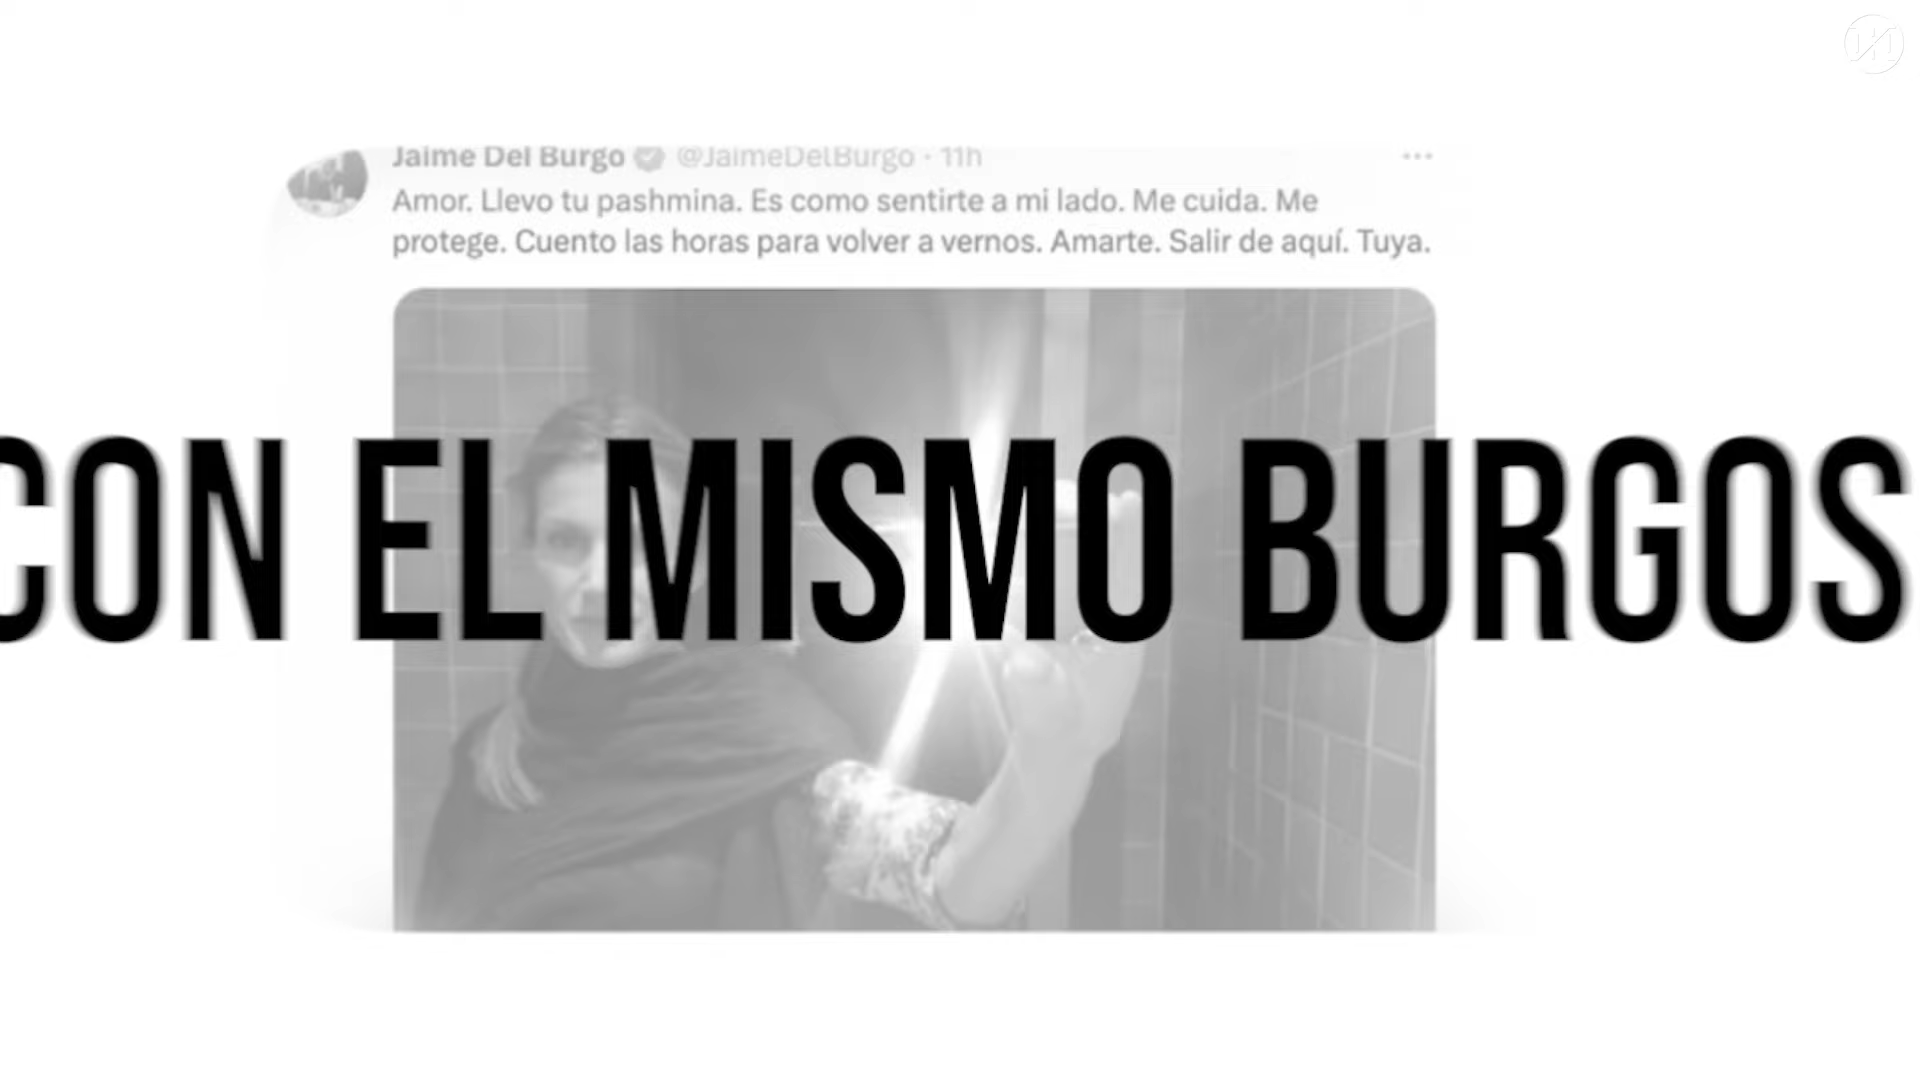 Jaime Del Burgo @JaimeDelBurgo · 11h
Amor. Llevo tu pashmina. Es como sentirte a mi lado. Me cuida. Me
protege. Cuento las horas para volver a vernos. Amarte. Salir de aquí. Tuya.
CON EL MISMO BURGOS